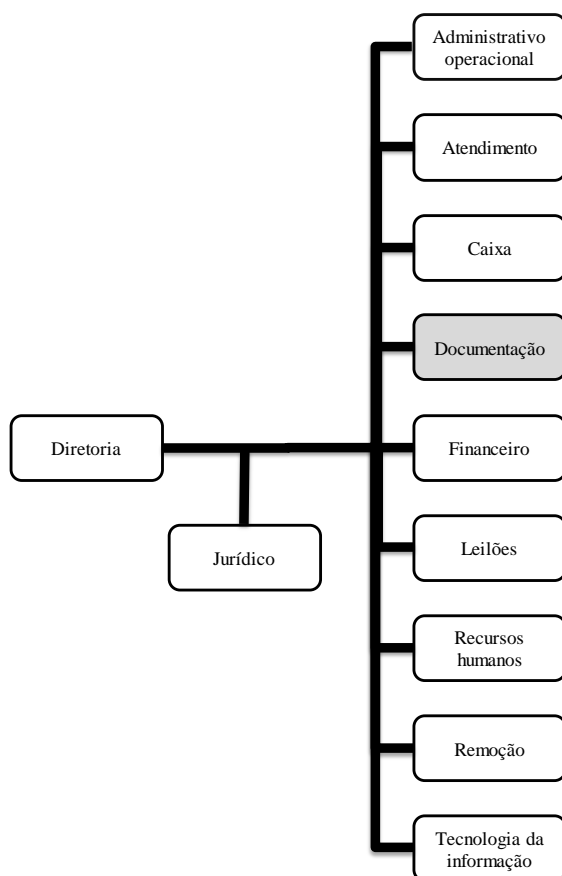 Administrativo
operacional
Atendimento
Caixa
Documentação
Diretoria
Financeiro
Jurídico
Leilões
Recursos
humanos
Remoção
Tecnologia da
informação